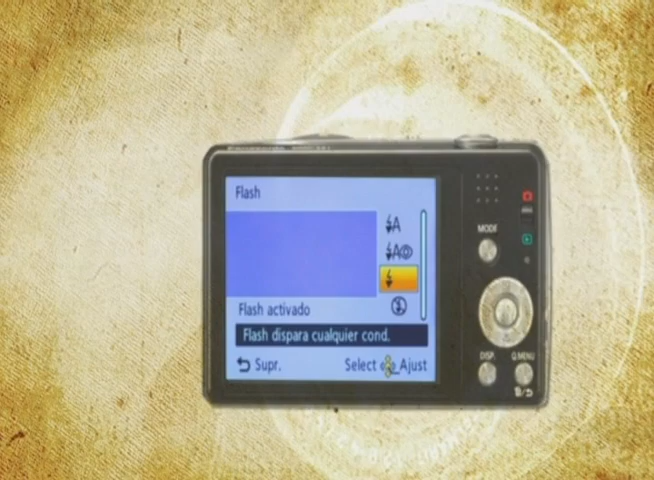 Flash
A
A
Flash activado
Flash dispara cualquier cond.
Supr.
Select Ajust
MODE
DISP.
Q.MENU